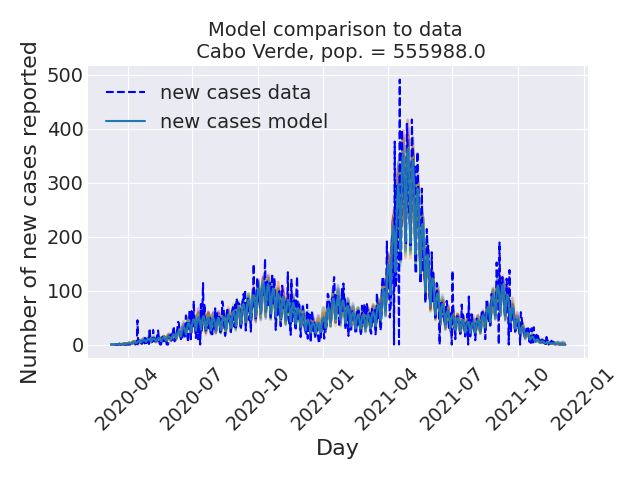 Model comparison to data
Cabo Verde, pop. = 555988.0
Number of new cases reported
500
400
300
200
100
0
new cases data
new cases model
2020-04
2020-07
2020-10
2021-01
2021-04
2021-07
2021-10
2022-01
Day